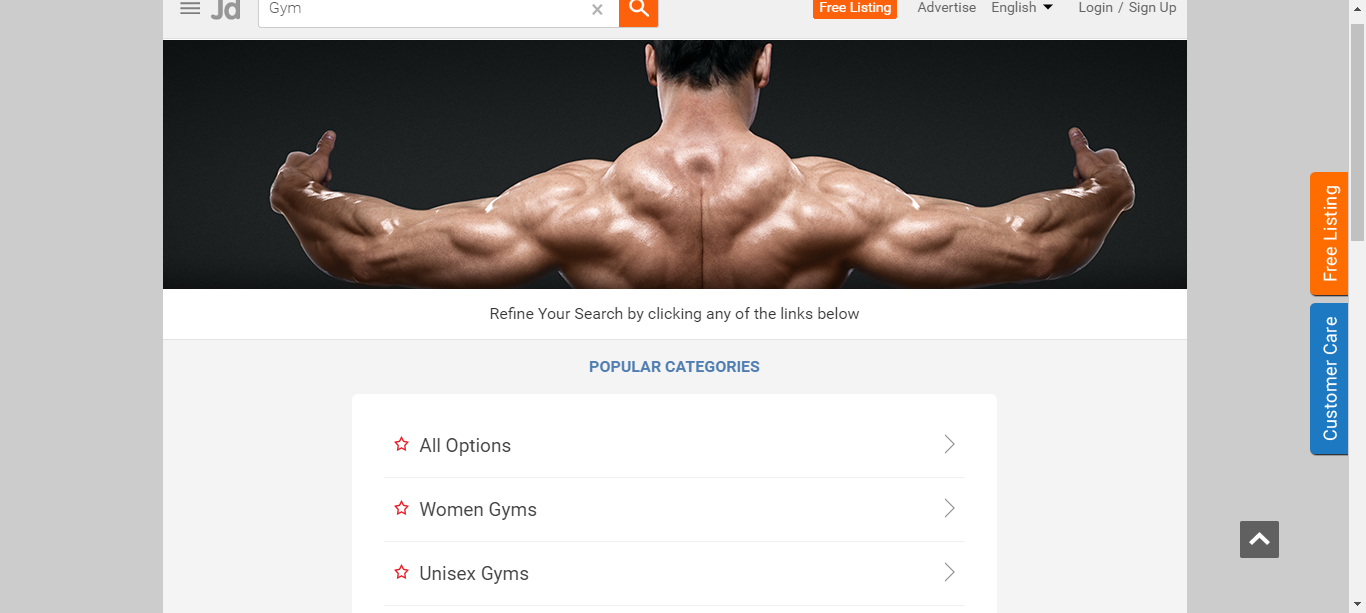 Jd Gym Free Listing Advertise English Login / Sign Up
Refine Your Search by clicking any of the links below
POPULAR CATEGORIES
All Options
Women Gyms
Unisex Gyms
Free Listing
Customer Care